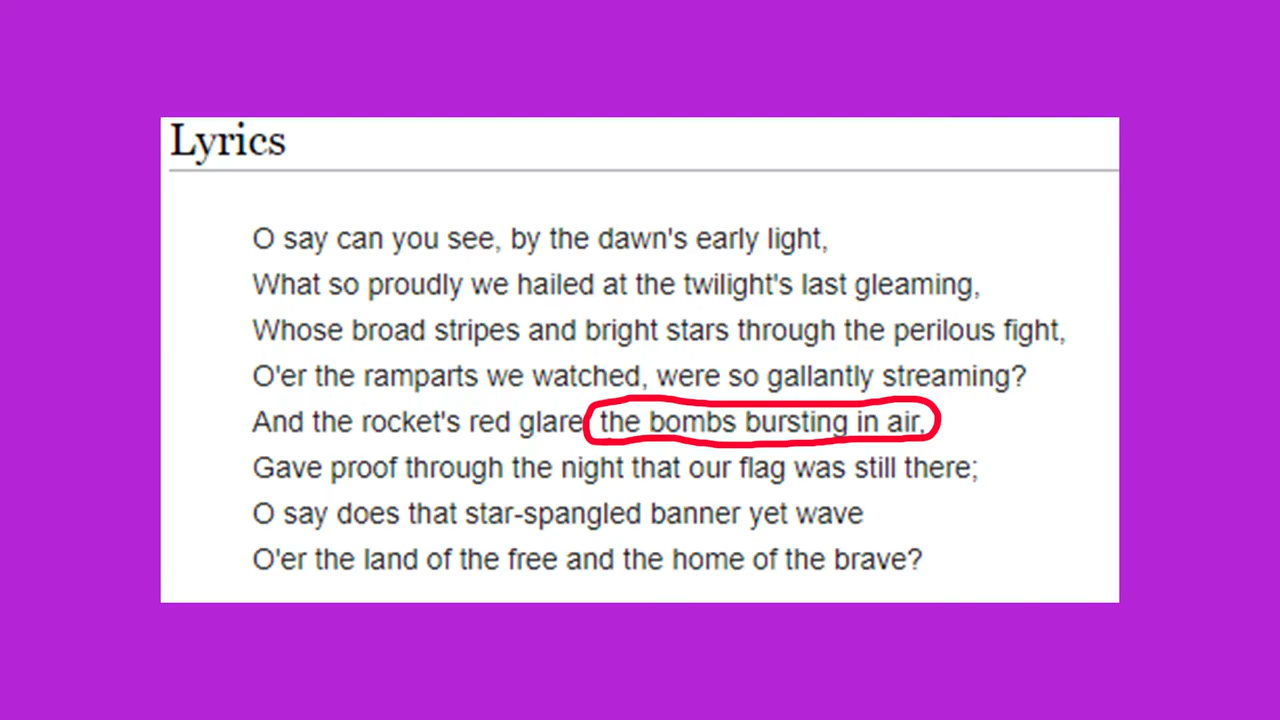 Lyrics
O say can you see, by the dawn's early light,
What so proudly we hailed at the twilight's last gleaming,
Whose broad stripes and bright stars through the perilous fight,
O'er the ramparts we watched, were so gallantly streaming?
And the rocket's red glare the bombs bursting in air,
Gave proof through the night that our flag was still there;
O say does that star-spangled banner yet wave
O'er the land of the free and the home of the brave?